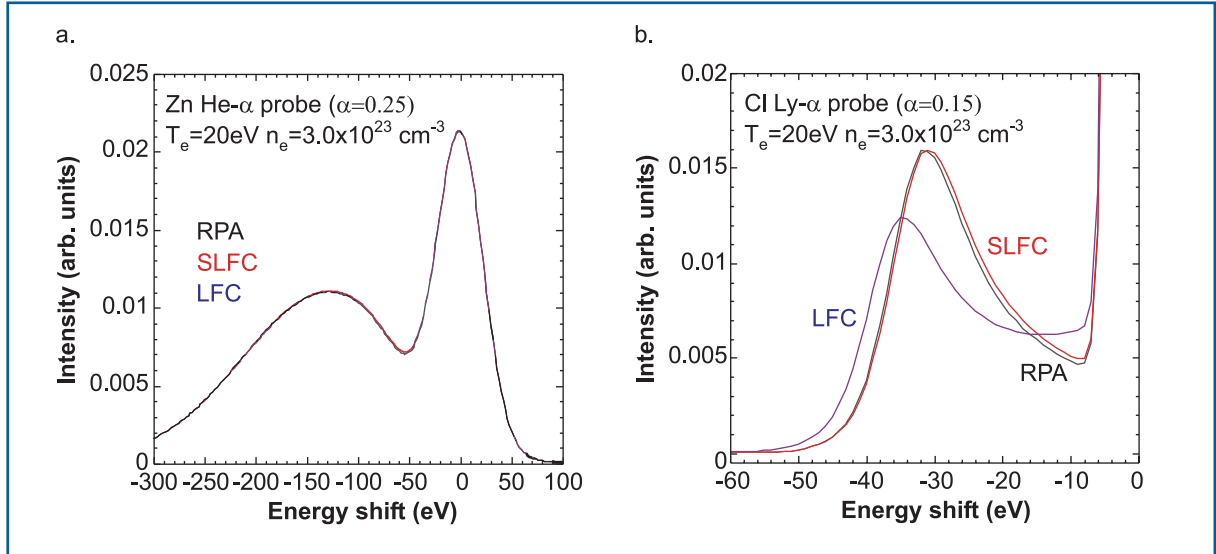 a.
Zn He-α probe (α=0.25)
T_e=20eV n_e=3.0x10^23 cm^-3
RPA
SLFC
LFC
0.025
0.02
0.015
0.01
0.005
0
-300 -250 -200 -150 -100 -50 0 50 100
Intensity (arb. units)
Energy shift (eV)
b.
Cl Ly-α probe (α=0.15)
T_e=20eV n_e=3.0x10^23 cm^-3
SLFC
LFC
RPA
0.02
0.015
0.01
0.005
0
-60 -50 -40 -30 -20 -10 0
Intensity (arb. units)
Energy shift (eV)